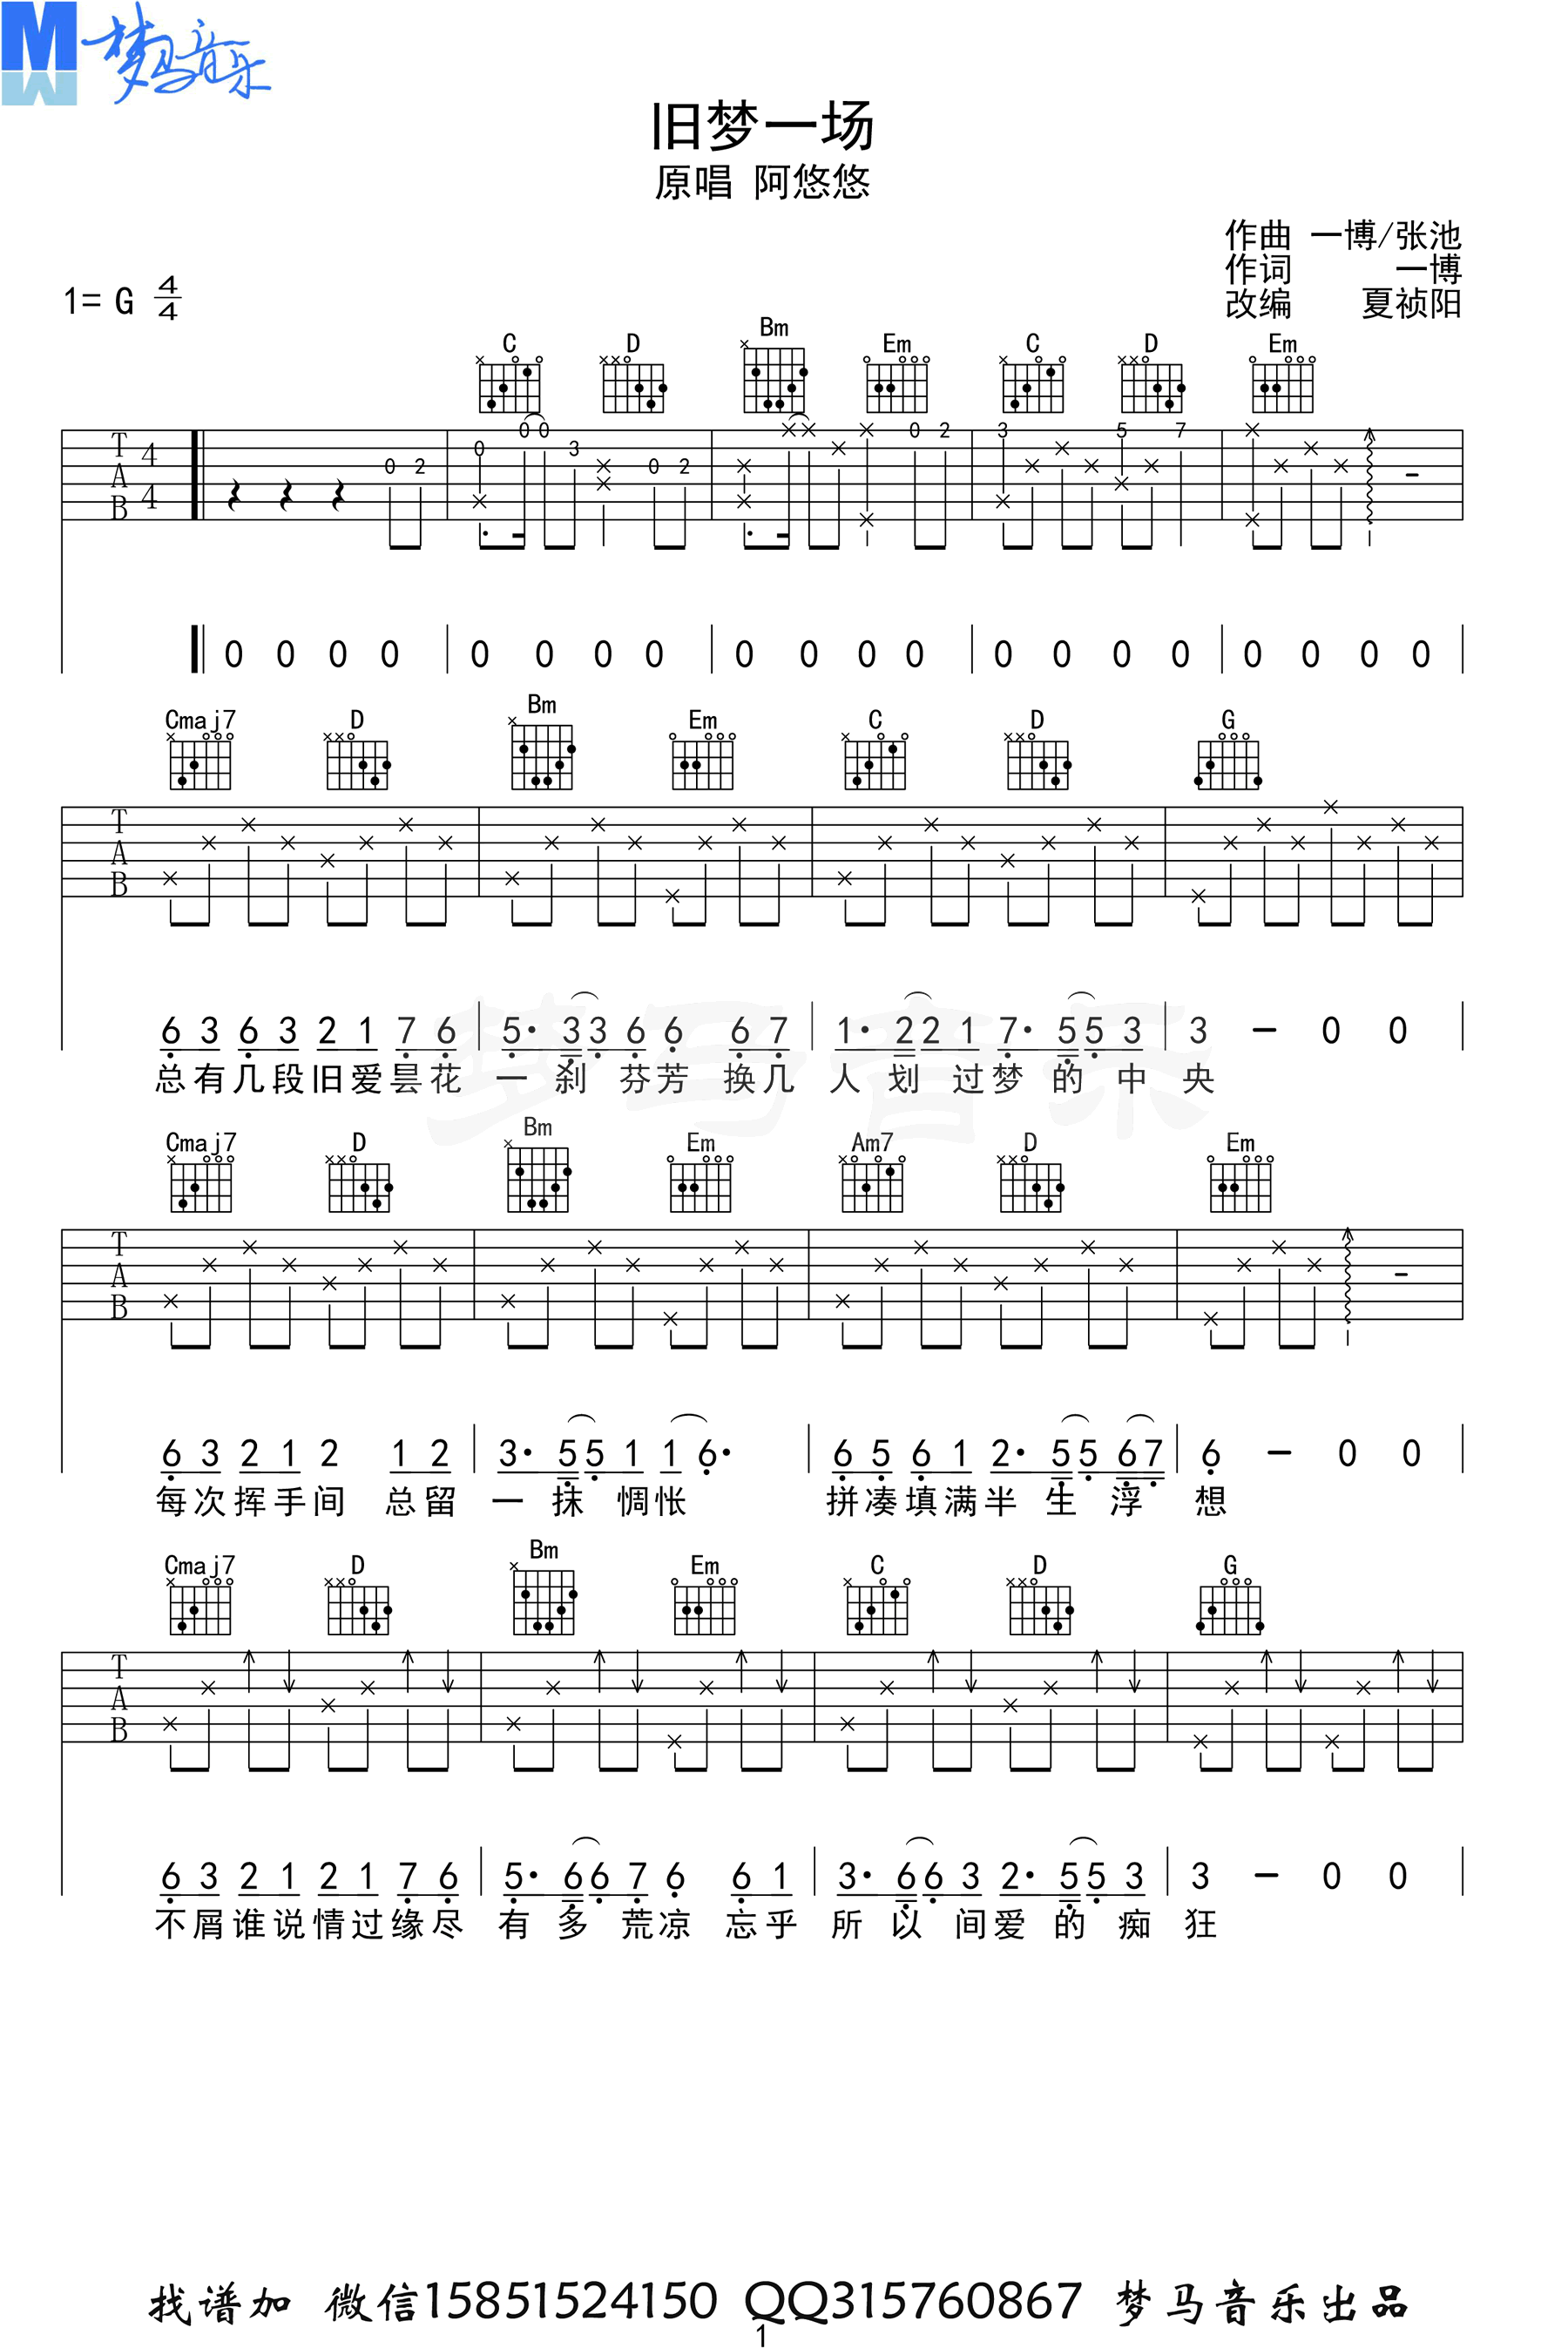 M 梦马音乐
旧梦一场
原唱 阿悠悠
作曲 一博/张池
作词 一博
改编 夏祯阳
1= G 4/4
C D Bm Em C D Em
T A B 4/4
0 2 0 0 0 3 0 2 0 2 3 5 7
0 0 0 0 0 0 0 0 0 0 0 0 0 0 0 0 0 0 0 0
Cmaj7 D Bm Em C D G
T A B
6 3 6 3 2 1 7 6 5· 3 3 6 6 6 7 1· 2 2 1 7· 5 5 3 3 - 0 0
总有几段旧爱昙花 一刹芬芳 换几人划过梦的中央
梦马音乐
Cmaj7 D Bm Em Am7 D Em
T A B
6 3 2 1 2 1 2 3· 5 5 1 1 6· 6 5 6 1 2· 5 5 6 7 6 - 0 0
每次挥手间 总留一抹惆怅 拼凑填满半生浮想
Cmaj7 D Bm Em C D G
T A B
6 3 2 1 2 1 7 6 5· 6 6 7 6 6 1 3· 6 6 3 2· 5 5 3 3 - 0 0
不屑谁说情过缘尽 有多荒凉 忘乎所以间爱的痴狂
找谱加 微信15851524150 QQ315760867 梦马音乐出品
1